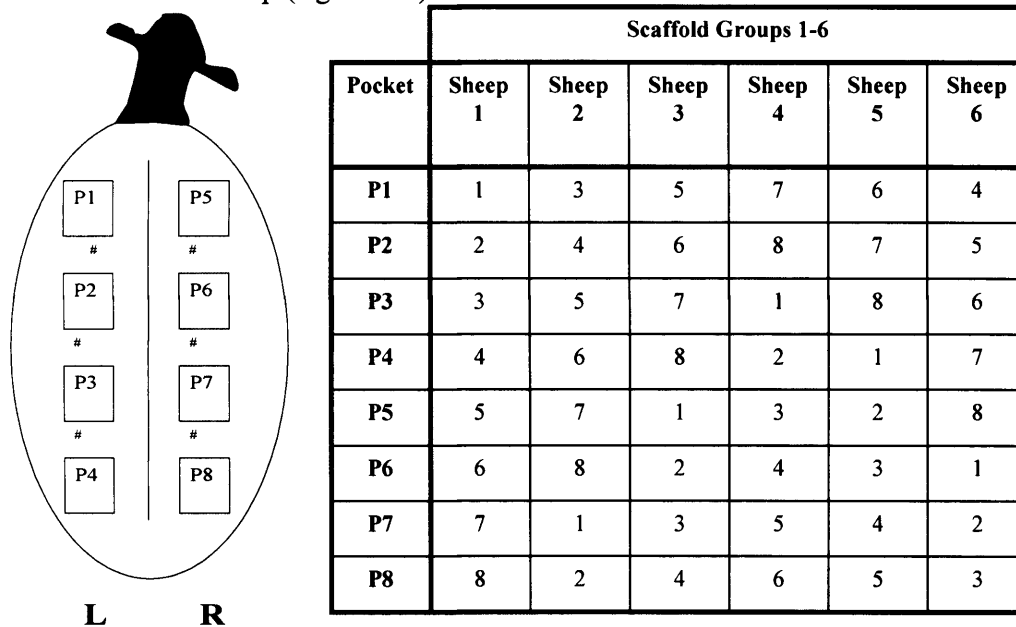 Scaffold Groups 1-6
Pocket Sheep 1 Sheep 2 Sheep 3 Sheep 4 Sheep 5 Sheep 6
P1 1 3 5 7 6 4
P2 2 4 6 8 7 5
P3 3 5 7 1 8 6
P4 4 6 8 2 1 7
P5 5 7 1 3 2 8
P6 6 8 2 4 3 1
P7 7 1 3 5 4 2
P8 8 2 4 6 5 3
P1 P5
# #
P2 P6
# #
P3 P7
# #
P4 P8
L R